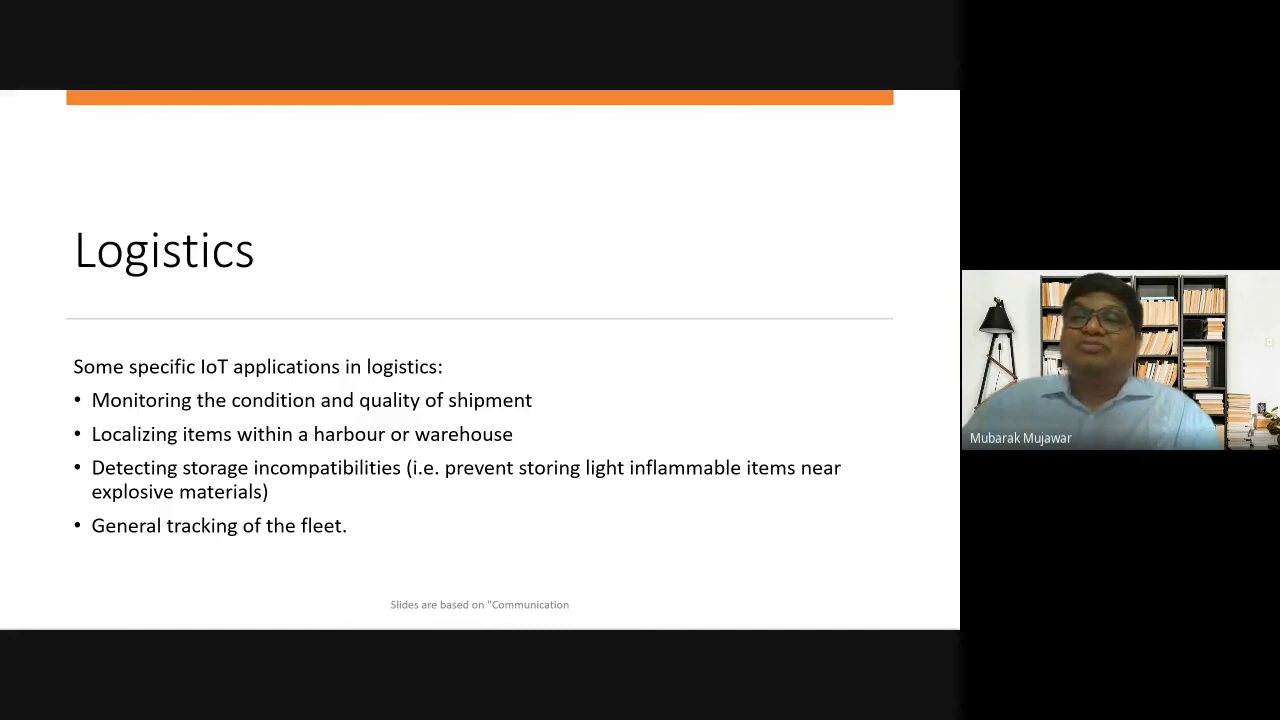 Logistics
Some specific IoT applications in logistics:
• Monitoring the condition and quality of shipment
• Localizing items within a harbour or warehouse
• Detecting storage incompatibilities (i.e. prevent storing light inflammable items near
explosive materials)
• General tracking of the fleet.
Slides are based on "Communication
Mubarak Mujawar